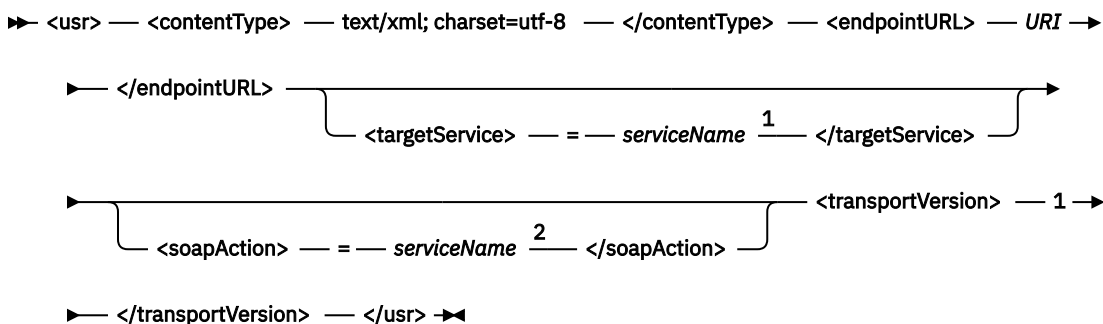 <usr> <contentType> text/xml; charset=utf-8 </contentType> <endpointURL> URI
</endpointURL>
<targetService> = serviceName 1 </targetService>
<transportVersion> 1
<soapAction> = serviceName 2 </soapAction>
</transportVersion> </usr>